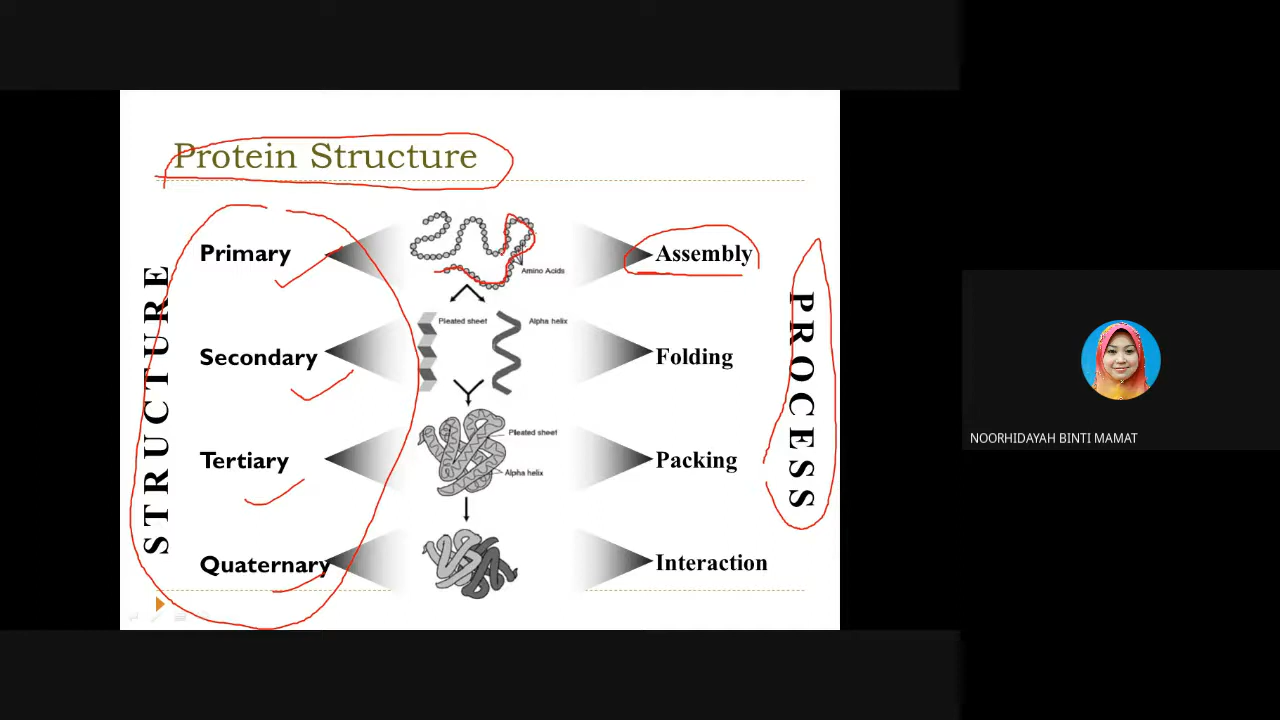 Protein Structure
STRUCTURE
Primary
Amino Acids
Assembly
Secondary
Pleated sheet
Alpha helix
Folding
Tertiary
Pleated sheet
Alpha helix
Packing
Quaternary
Interaction
PROCESS
NOORHIDAYAH BINTI MAMAT